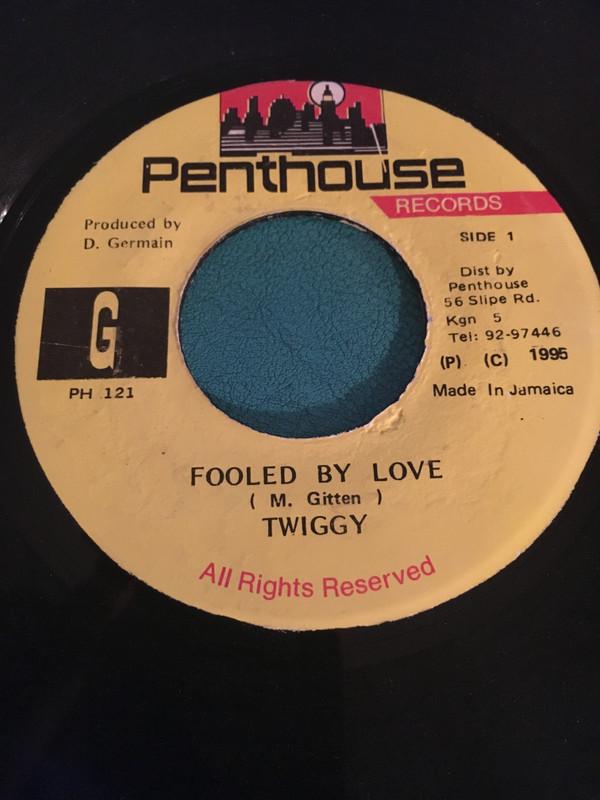 Penthouse
RECORDS
Produced by
D. Germain
SIDE 1
Dist by
Penthouse
56 Slipe Rd.
Kgn 5
Tel: 92-97446
(P) (C) 1995
Made In Jamaica
G
PH 121
FOOLED BY LOVE
( M. Gitten )
TWIGGY
All Rights Reserved